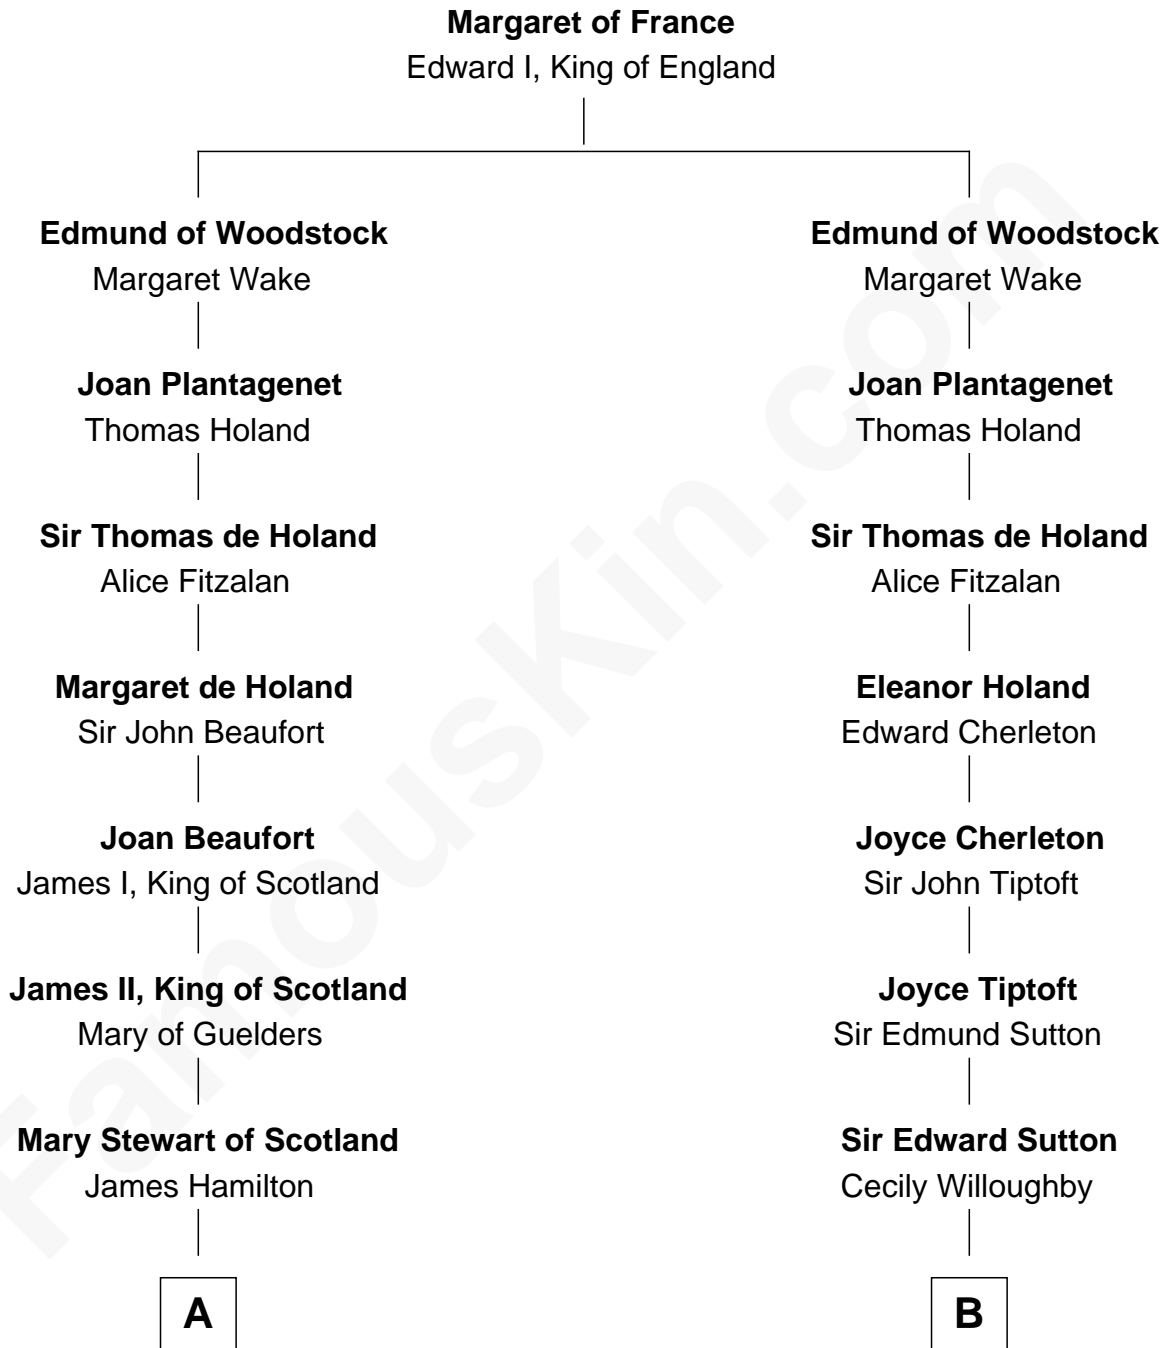 Margaret of France
Edward I, King of England
Edmund of Woodstock
Margaret Wake
Joan Plantagenet
Thomas Holand
Sir Thomas de Holand
Alice Fitzalan
Margaret de Holand
Sir John Beaufort
Joan Beaufort
James I, King of Scotland
James II, King of Scotland
Mary of Guelders
Mary Stewart of Scotland
James Hamilton
A
Edmund of Woodstock
Margaret Wake
Joan Plantagenet
Thomas Holand
Sir Thomas de Holand
Alice Fitzalan
Eleanor Holand
Edward Cherleton
Joyce Cherleton
Sir John Tiptoft
Joyce Tiptoft
Sir Edmund Sutton
Sir Edward Sutton
Cecily Willoughby
B
FamousKin.com